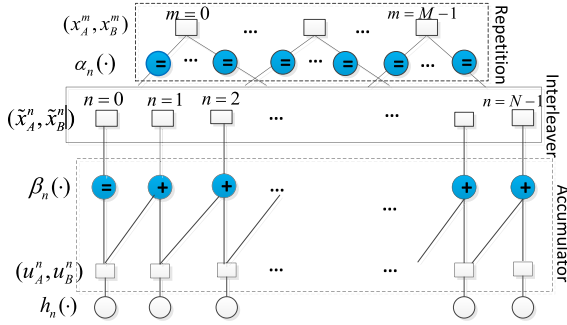 (x_A^m, x_B^m) m = 0 ... m = M-1
α_n(·) = ... = = ... = = ... =
Repetition
n = 0 n = 1 n = 2 n = N-1
(x̃_A^n, x̃_B^n) ... ...
Interleaver
β_n(·) = + + ... ... + +
(u_A^n, u_B^n) ... ...
Accumulator
h_n(·)